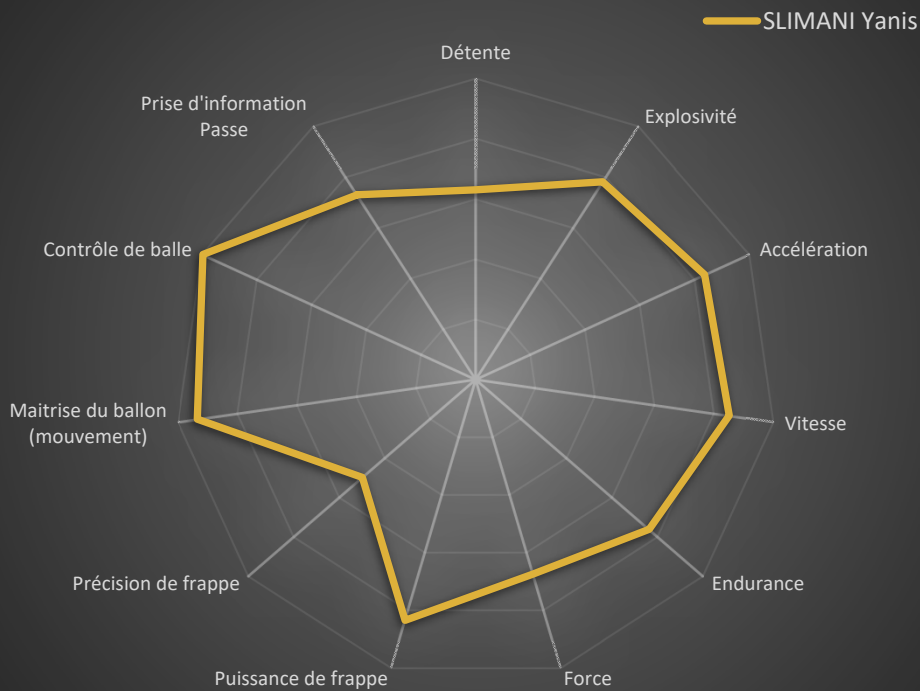 SLIMANI Yanis
Détente
Explosivité
Accélération
Vitesse
Endurance
Force
Puissance de frappe
Précision de frappe
Maitrise du ballon
(mouvement)
Contrôle de balle
Prise d'information
Passe